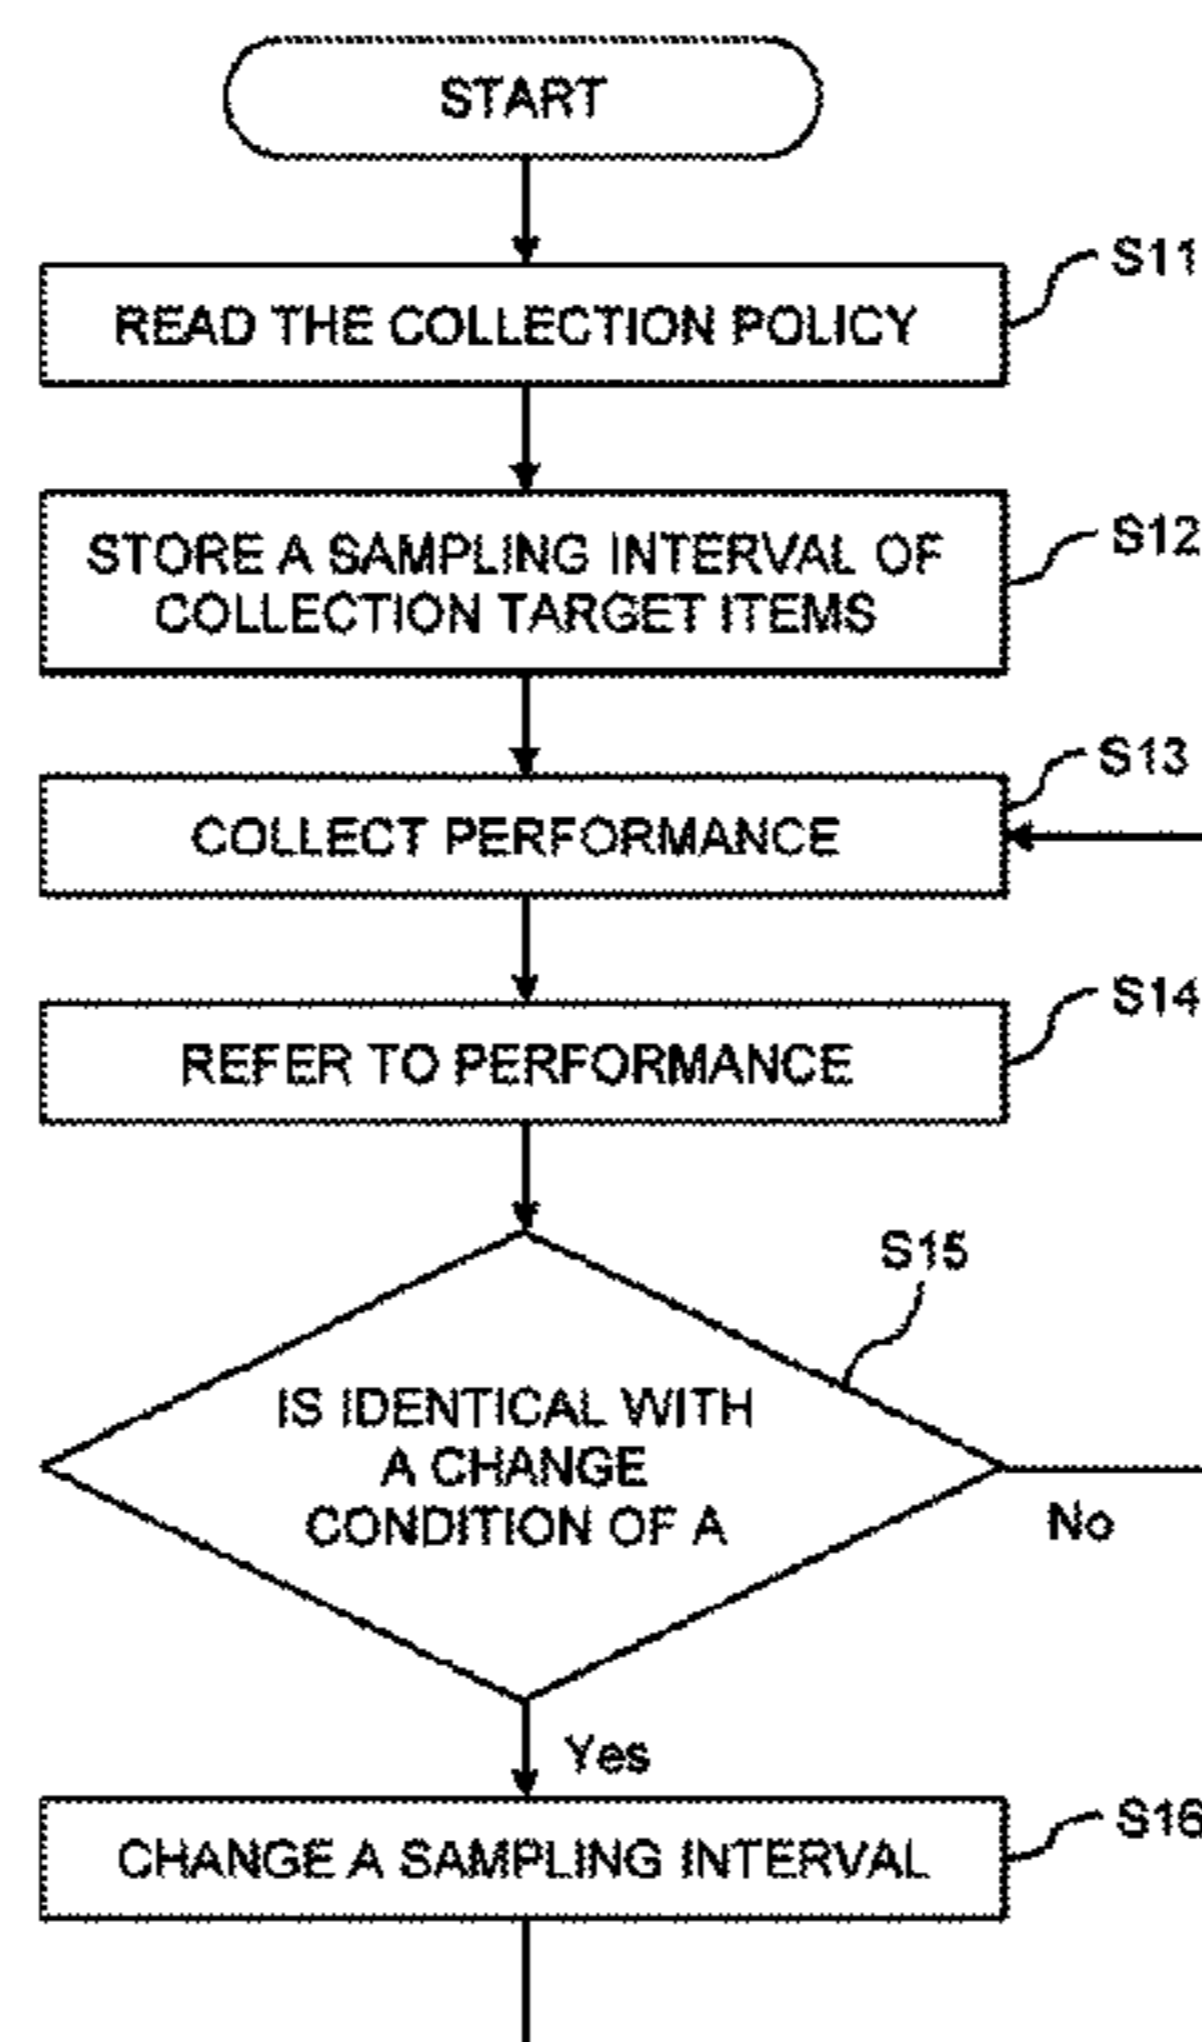 START
S11
READ THE COLLECTION POLICY
S12
STORE A SAMPLING INTERVAL OF
COLLECTION TARGET ITEMS
S13
COLLECT PERFORMANCE
S14
REFER TO PERFORMANCE
S15
IS IDENTICAL WITH
A CHANGE
CONDITION OF A
No
Yes
S16
CHANGE A SAMPLING INTERVAL